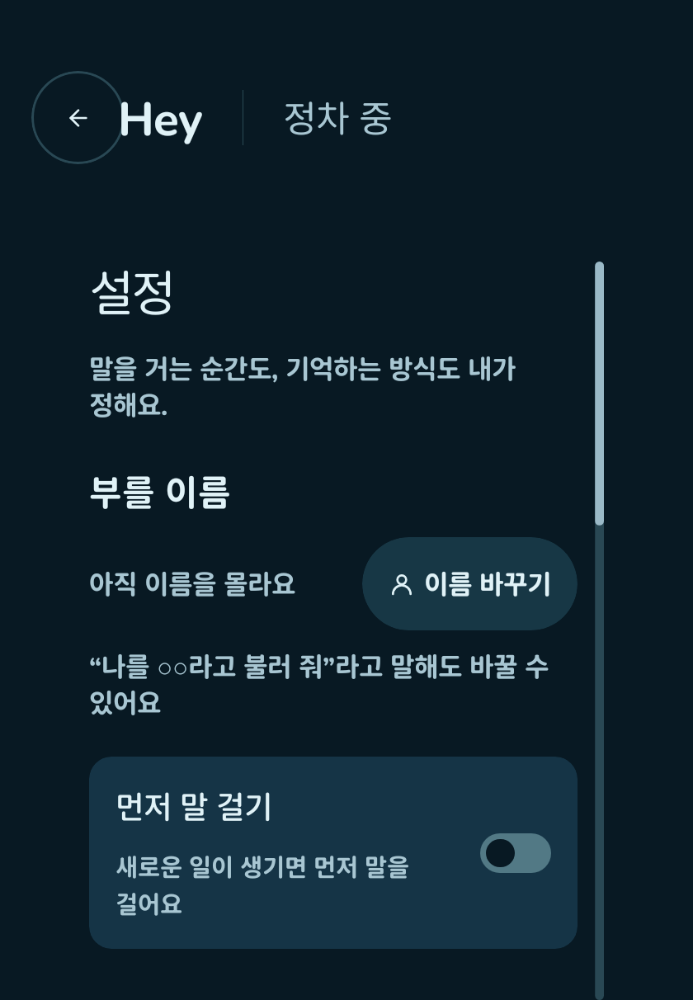 Hey
정차 중
설정
말을 거는 순간도, 기억하는 방식도 내가
정해요.
부를 이름
아직 이름을 몰라요
이름 바꾸기
“나를 ○○라고 불러 줘”라고 말해도 바꿀 수
있어요
먼저 말 걸기
새로운 일이 생기면 먼저 말을
걸어요